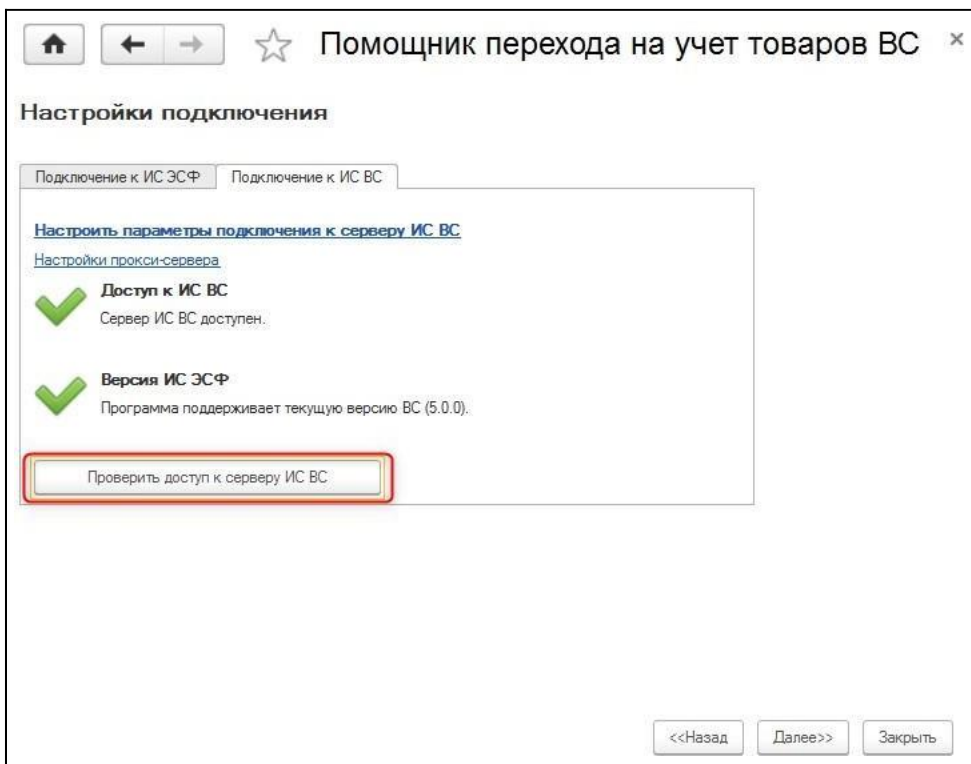 Помощник перехода на учет товаров ВС
Настройки подключения
Подключение к ИС ЭСФ
Подключение к ИС ВС
Настроить параметры подключения к серверу ИС ВС
Настройки прокси-сервера
Доступ к ИС ВС
Сервер ИС ВС доступен.
Версия ИС ЭСФ
Программа поддерживает текущую версию ВС (5.0.0).
Проверить доступ к серверу ИС ВС
<<Назад Далее>> Закрыть